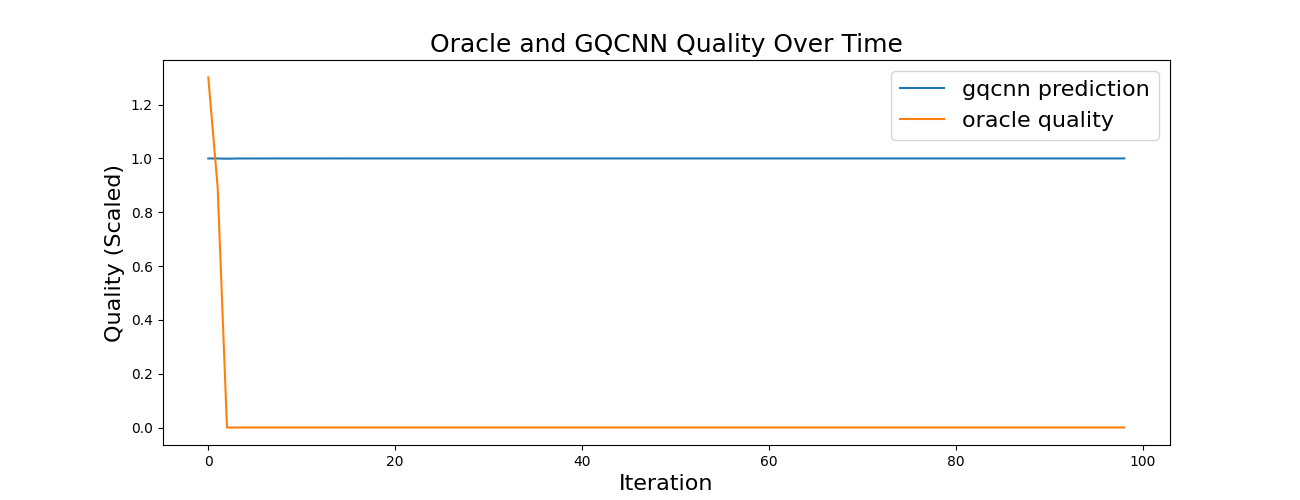 Oracle and GQCNN Quality Over Time
gqcnn prediction
oracle quality
Quality (Scaled)
1.2
1.0
0.8
0.6
0.4
0.2
0.0
0 20 40 60 80 100
Iteration